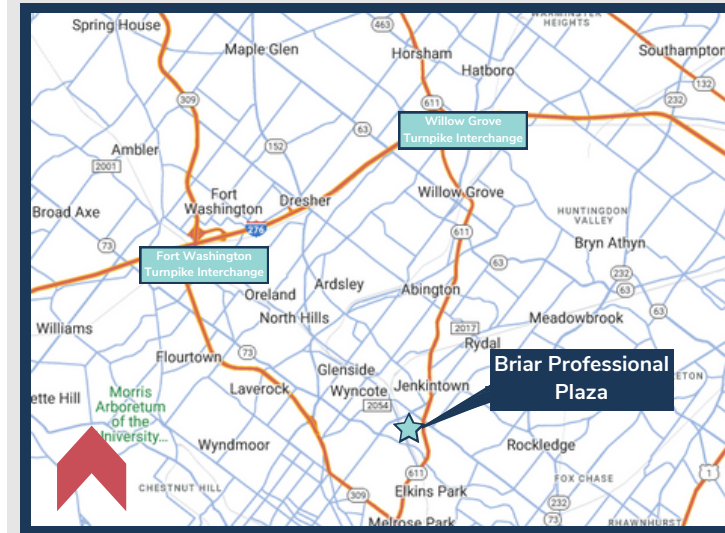 WARMINSTER
HEIGHTS
Spring House
463
Maple Glen
Horsham
Southampton
Hatboro
132
309
611
232
Willow Grove
Turnpike Interchange
63
152
Ambler
2001
Fort
Washington
Dresher
Willow Grove
Broad Axe
HUNTINGDON
VALLEY
276
611
73
Bryn Athyn
Fort Washington
Turnpike Interchange
63
232
63
Ardsley
Abington
Oreland
63
North Hills
Meadowbrook
Williams
2017
Rydal
Flourtown
73
Briar Professional
Plaza
Glenside
ETON
Laverock
Wyncote
Jenkintown
ette Hill
Morris
Arboretum
of the
University...
2054
Wyndmoor
Rockledge
611
1
CHESTNUT HILL
FOX CHASE
309
Elkins Park
232
73
Melrose Park
RHAWNHURST